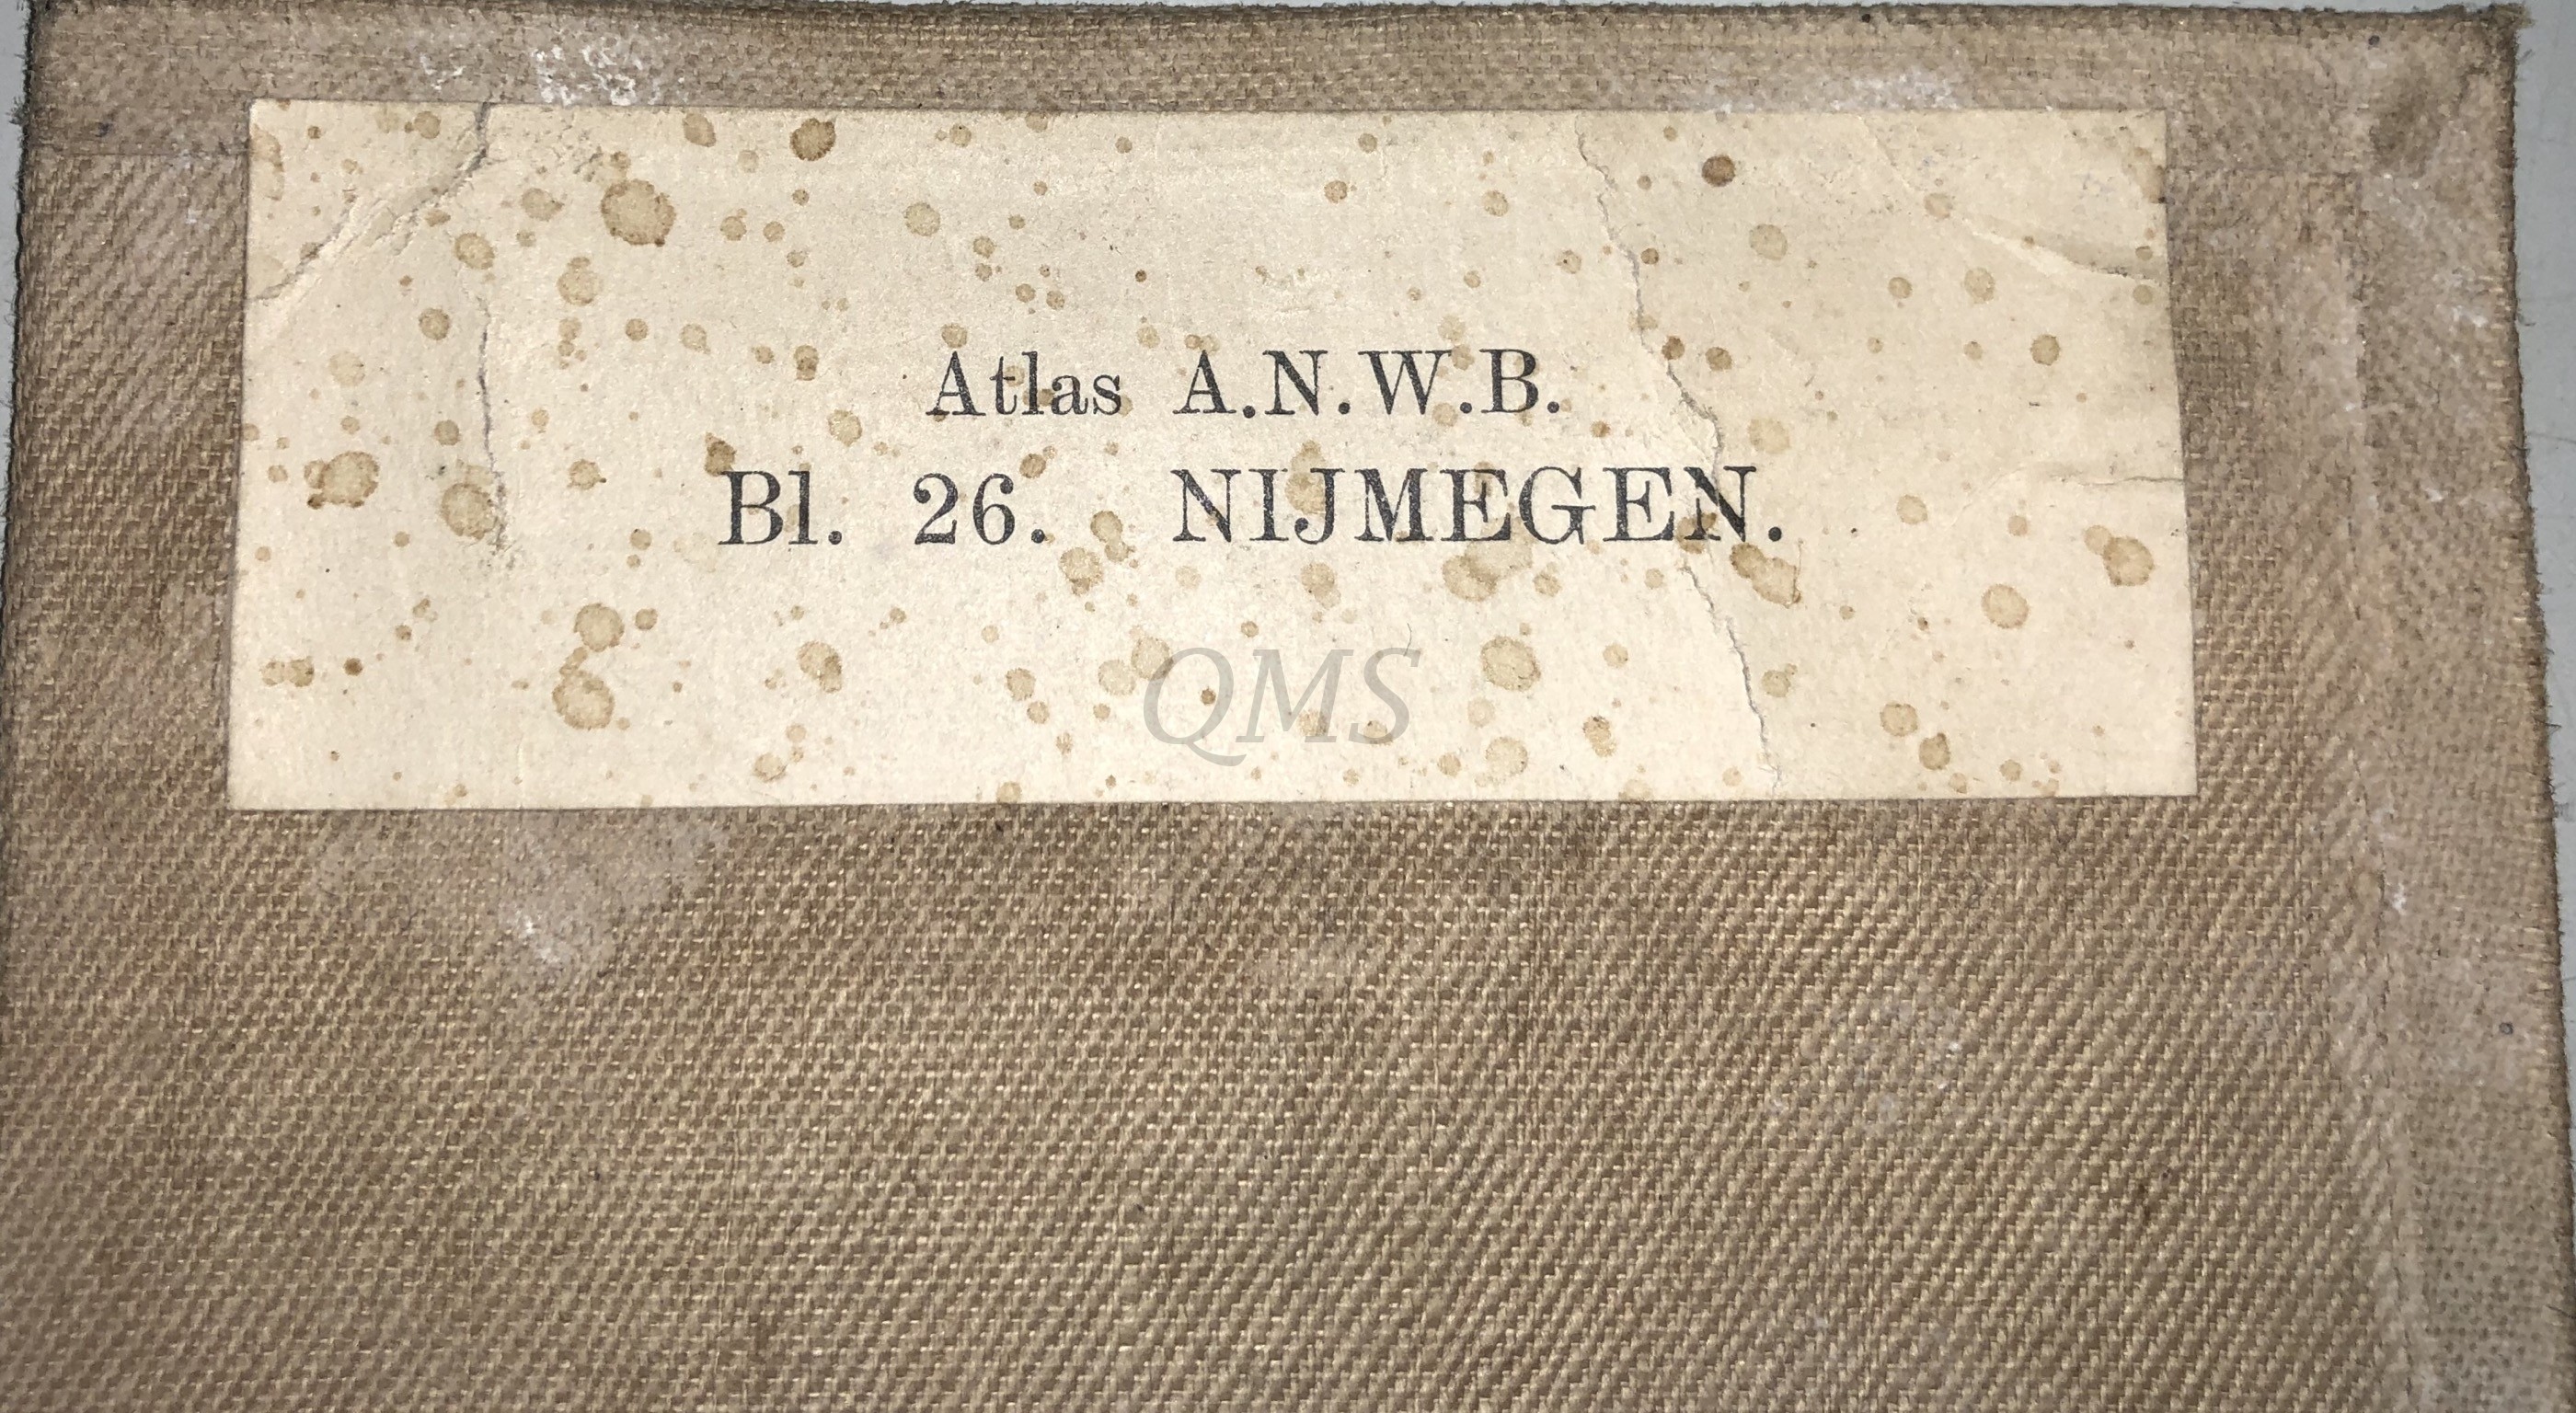 Atlas A.N.W.B.
Bl. 26. NIJMEGEN.
QMS